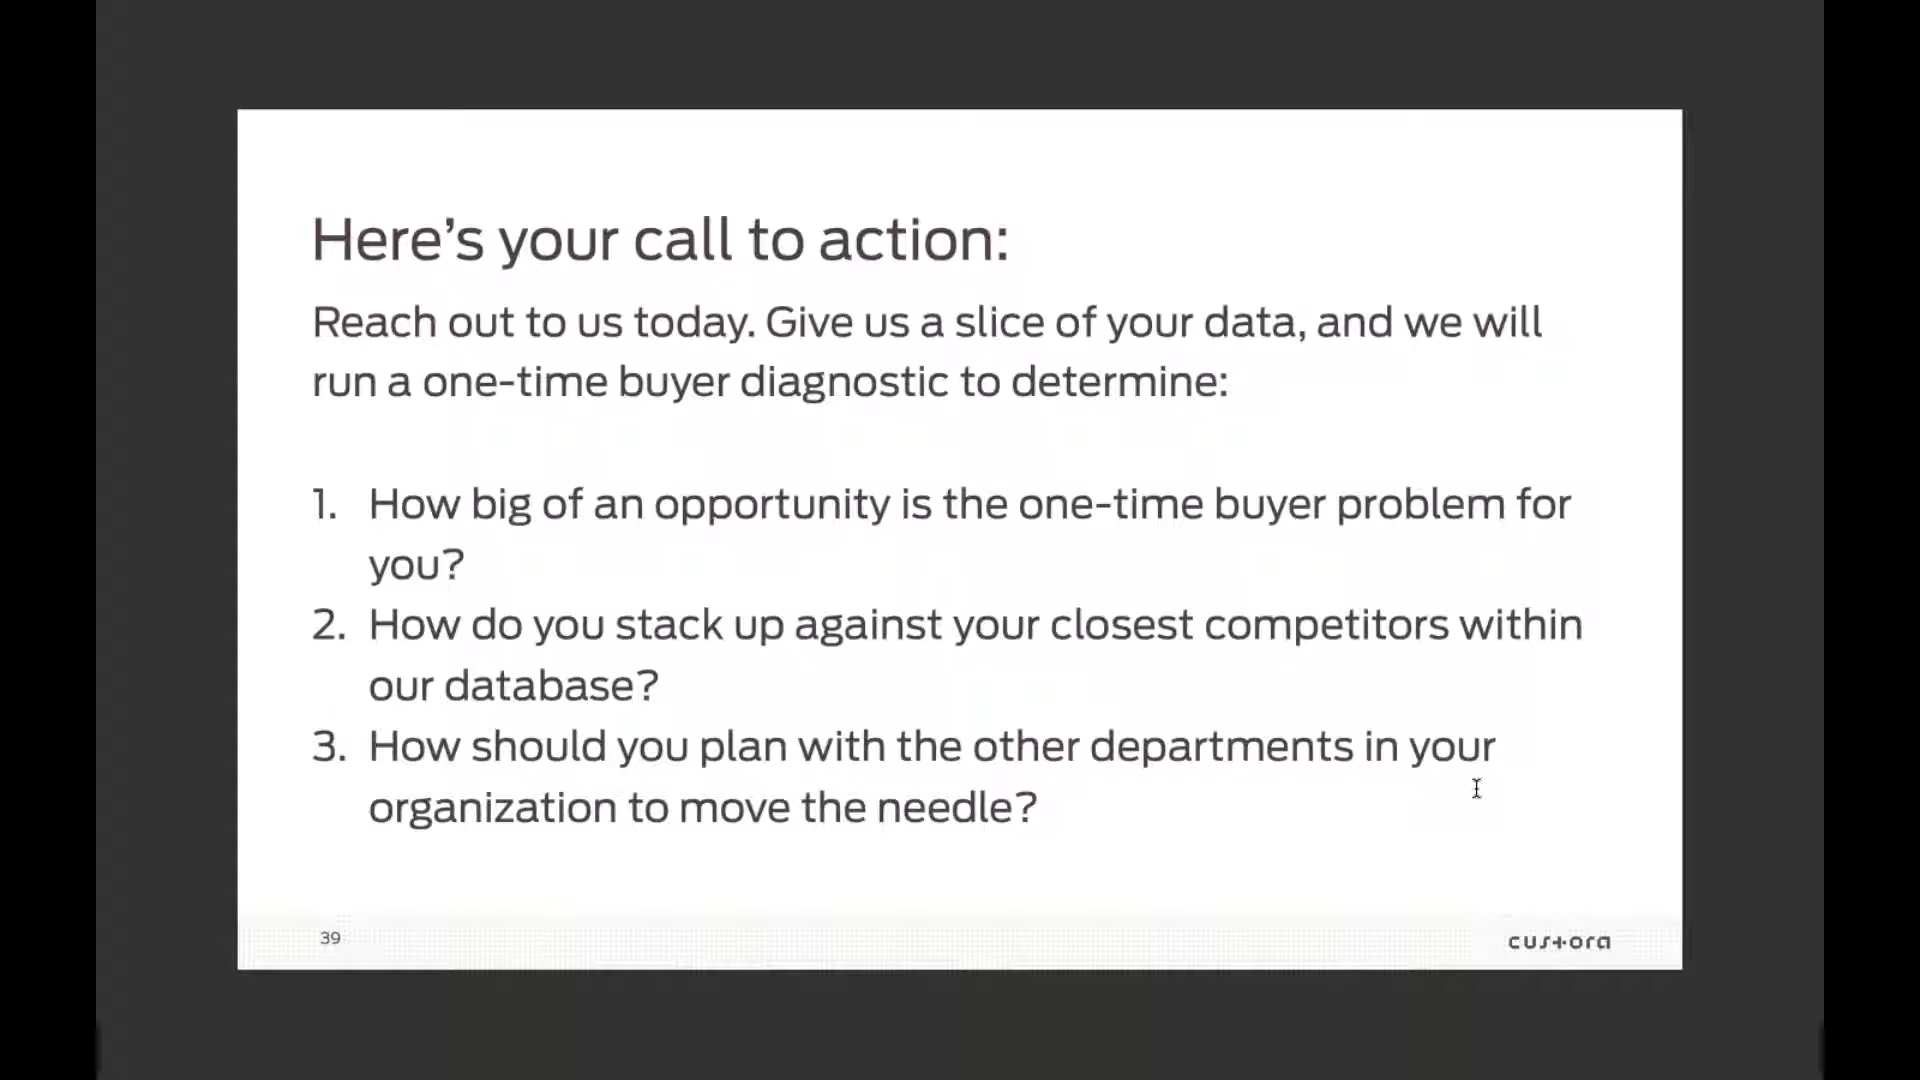 Here’s your call to action:
Reach out to us today. Give us a slice of your data, and we will
run a one-time buyer diagnostic to determine:
1. How big of an opportunity is the one-time buyer problem for
you?
2. How do you stack up against your closest competitors within
our database?
3. How should you plan with the other departments in your
organization to move the needle?
39
custora